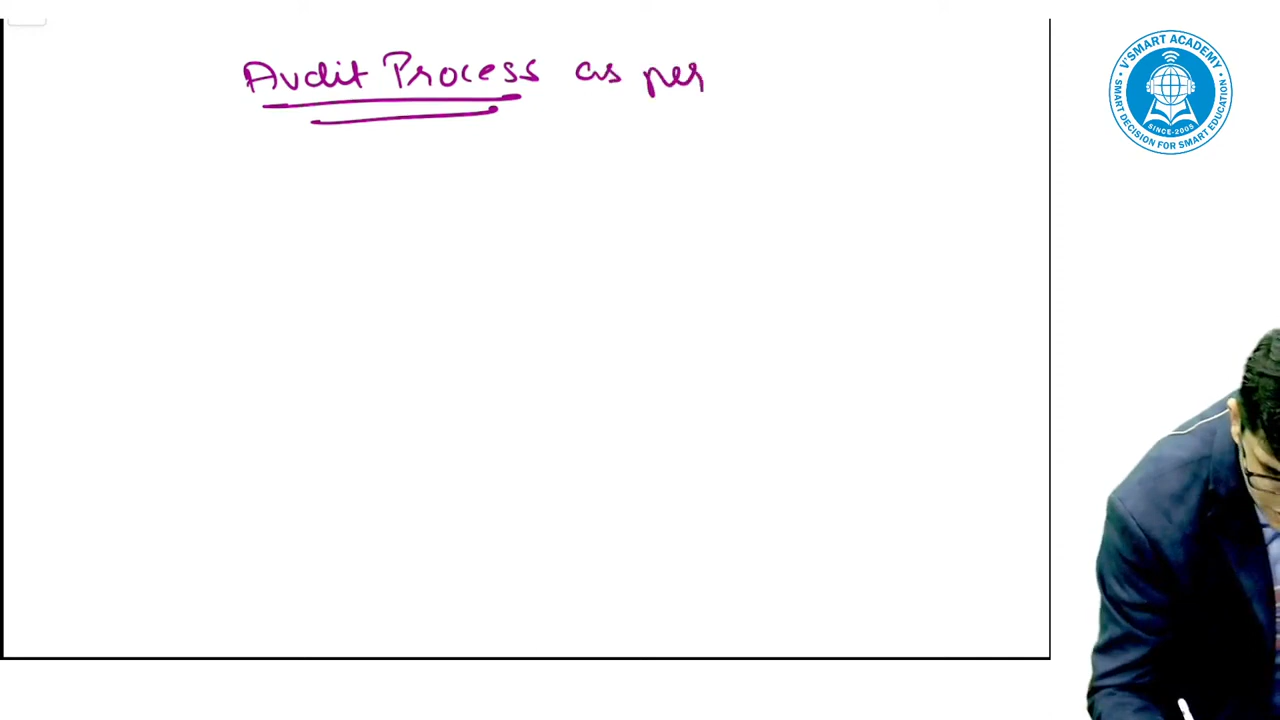 Audit Process as per
V'SMART ACADEMY
SINCE-2005
SMART DECISION FOR SMART EDUCATION